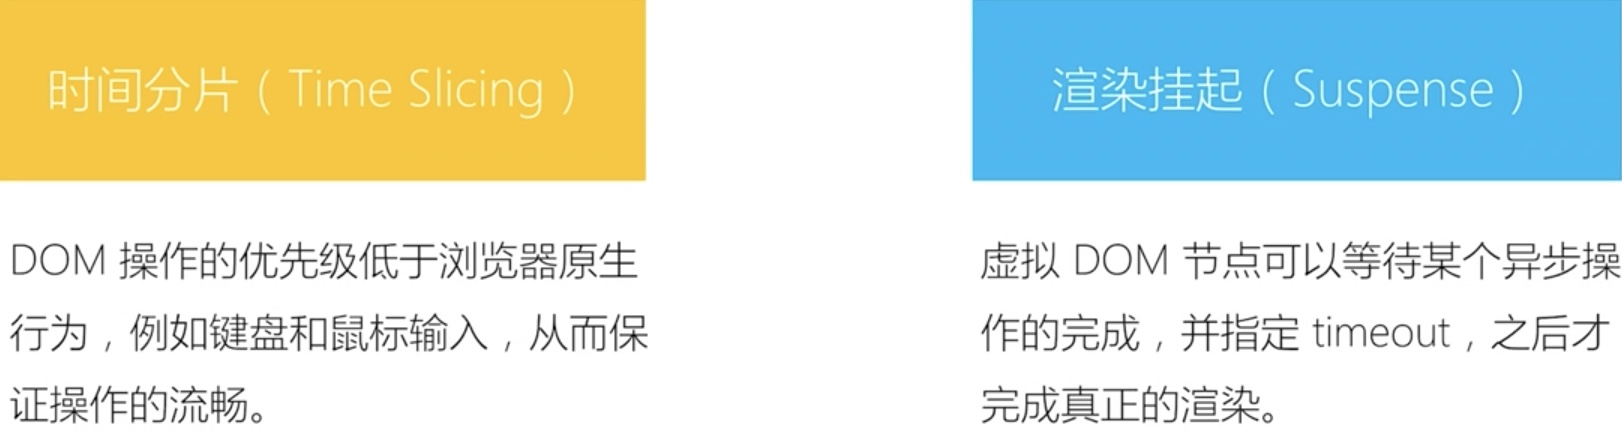 时间分片（Time Slicing）
DOM 操作的优先级低于浏览器原生
行为，例如键盘和鼠标输入，从而保
证操作的流畅。
渲染挂起（Suspense）
虚拟 DOM 节点可以等待某个异步操
作的完成，并指定 timeout，之后才
完成真正的渲染。